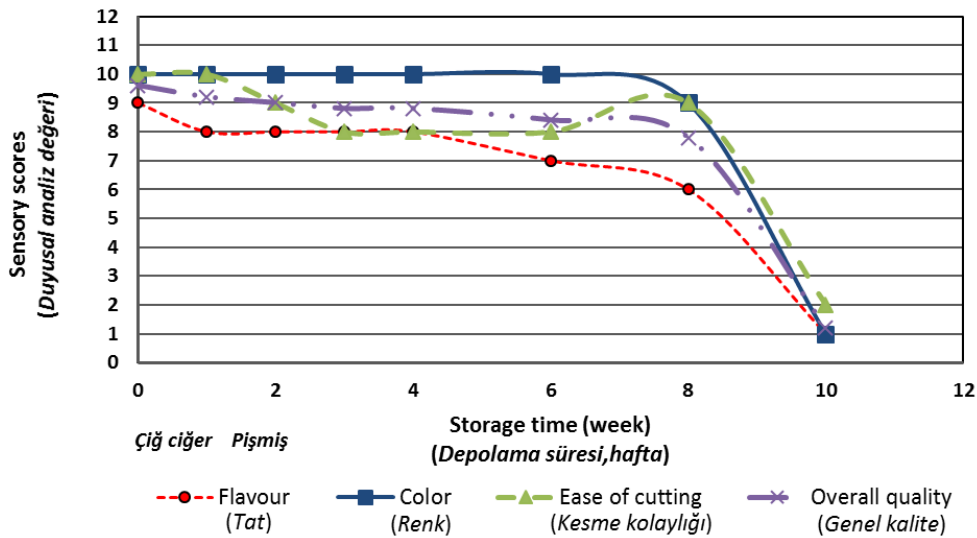 Sensory scores
(Duyusal analiz değeri)
12
11
10
9
8
7
6
5
4
3
2
1
0
0 2 4 6 8 10 12
Storage time (week)
(Depolama süresi,hafta)
Çiğ ciğer Pişmiş
Flavour Color Ease of cutting Overall quality
(Tat) (Renk) (Kesme kolaylığı) (Genel kalite)